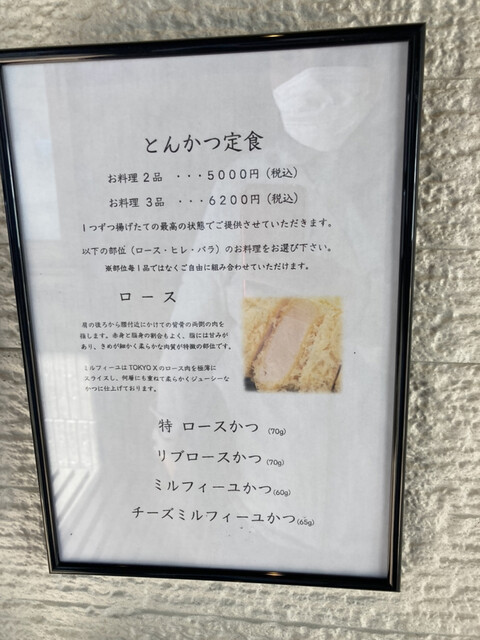 とんかつ定食
お料理 2品 ・・・5000円（税込）
お料理 3品 ・・・6200円（税込）
1つずつ揚げたての最高の状態でご提供させていただきます。
以下の部位（ロース・ヒレ・バラ）のお料理をお選び下さい。
※部位毎1品ではなくご自由に組み合わせていただけます。
ロース
肩の後ろから腰付近にかけての背骨の両側の肉を
指します。赤身と脂身の割合もよく、脂には甘みが
あり、きめが細かく柔らかな肉質が特徴の部位です。
ミルフィーユはTOKYO Xのロース肉を極薄に
スライスし、何層にも重ねて柔らかくジューシーな
かつに仕上げております。
特 ロースかつ (70g)
リブロースかつ (70g)
ミルフィーユかつ (60g)
チーズミルフィーユかつ (65g)